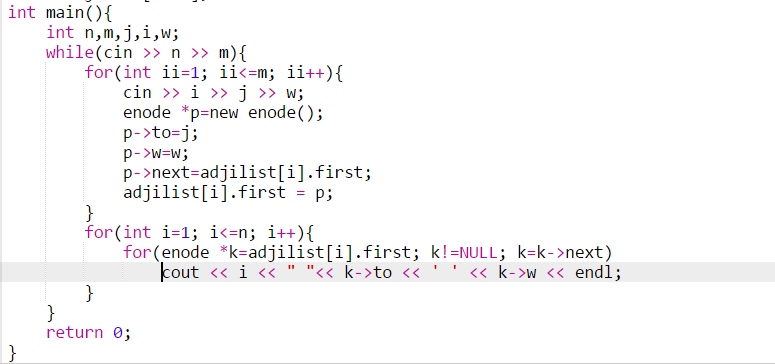 int main(){
    int n,m,j,i,w;
    while(cin >> n >> m){
        for(int ii=1; ii<=m; ii++){
            cin >> i >> j >> w;
            enode *p=new enode();
            p->to=j;
            p->w=w;
            p->next=adjilist[i].first;
            adjilist[i].first = p;
        }
        for(int i=1; i<=n; i++){
            for(enode *k=adjilist[i].first; k!=NULL; k=k->next)
                cout << i << " "<< k->to << ' ' << k->w << endl;
        }
    }
    return 0;
}